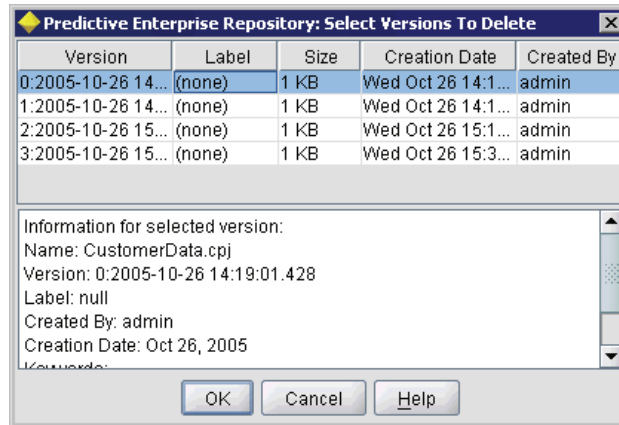 Predictive Enterprise Repository: Select Versions To Delete
Version Label Size Creation Date Created By
0:2005-10-26 14... (none) 1 KB Wed Oct 26 14:1... admin
1:2005-10-26 14... (none) 1 KB Wed Oct 26 14:1... admin
2:2005-10-26 15... (none) 1 KB Wed Oct 26 15:1... admin
3:2005-10-26 15... (none) 1 KB Wed Oct 26 15:3... admin
Information for selected version:
Name: CustomerData.cpj
Version: 0:2005-10-26 14:19:01.428
Label: null
Created By: admin
Creation Date: Oct 26, 2005
Keywords:
OK Cancel Help